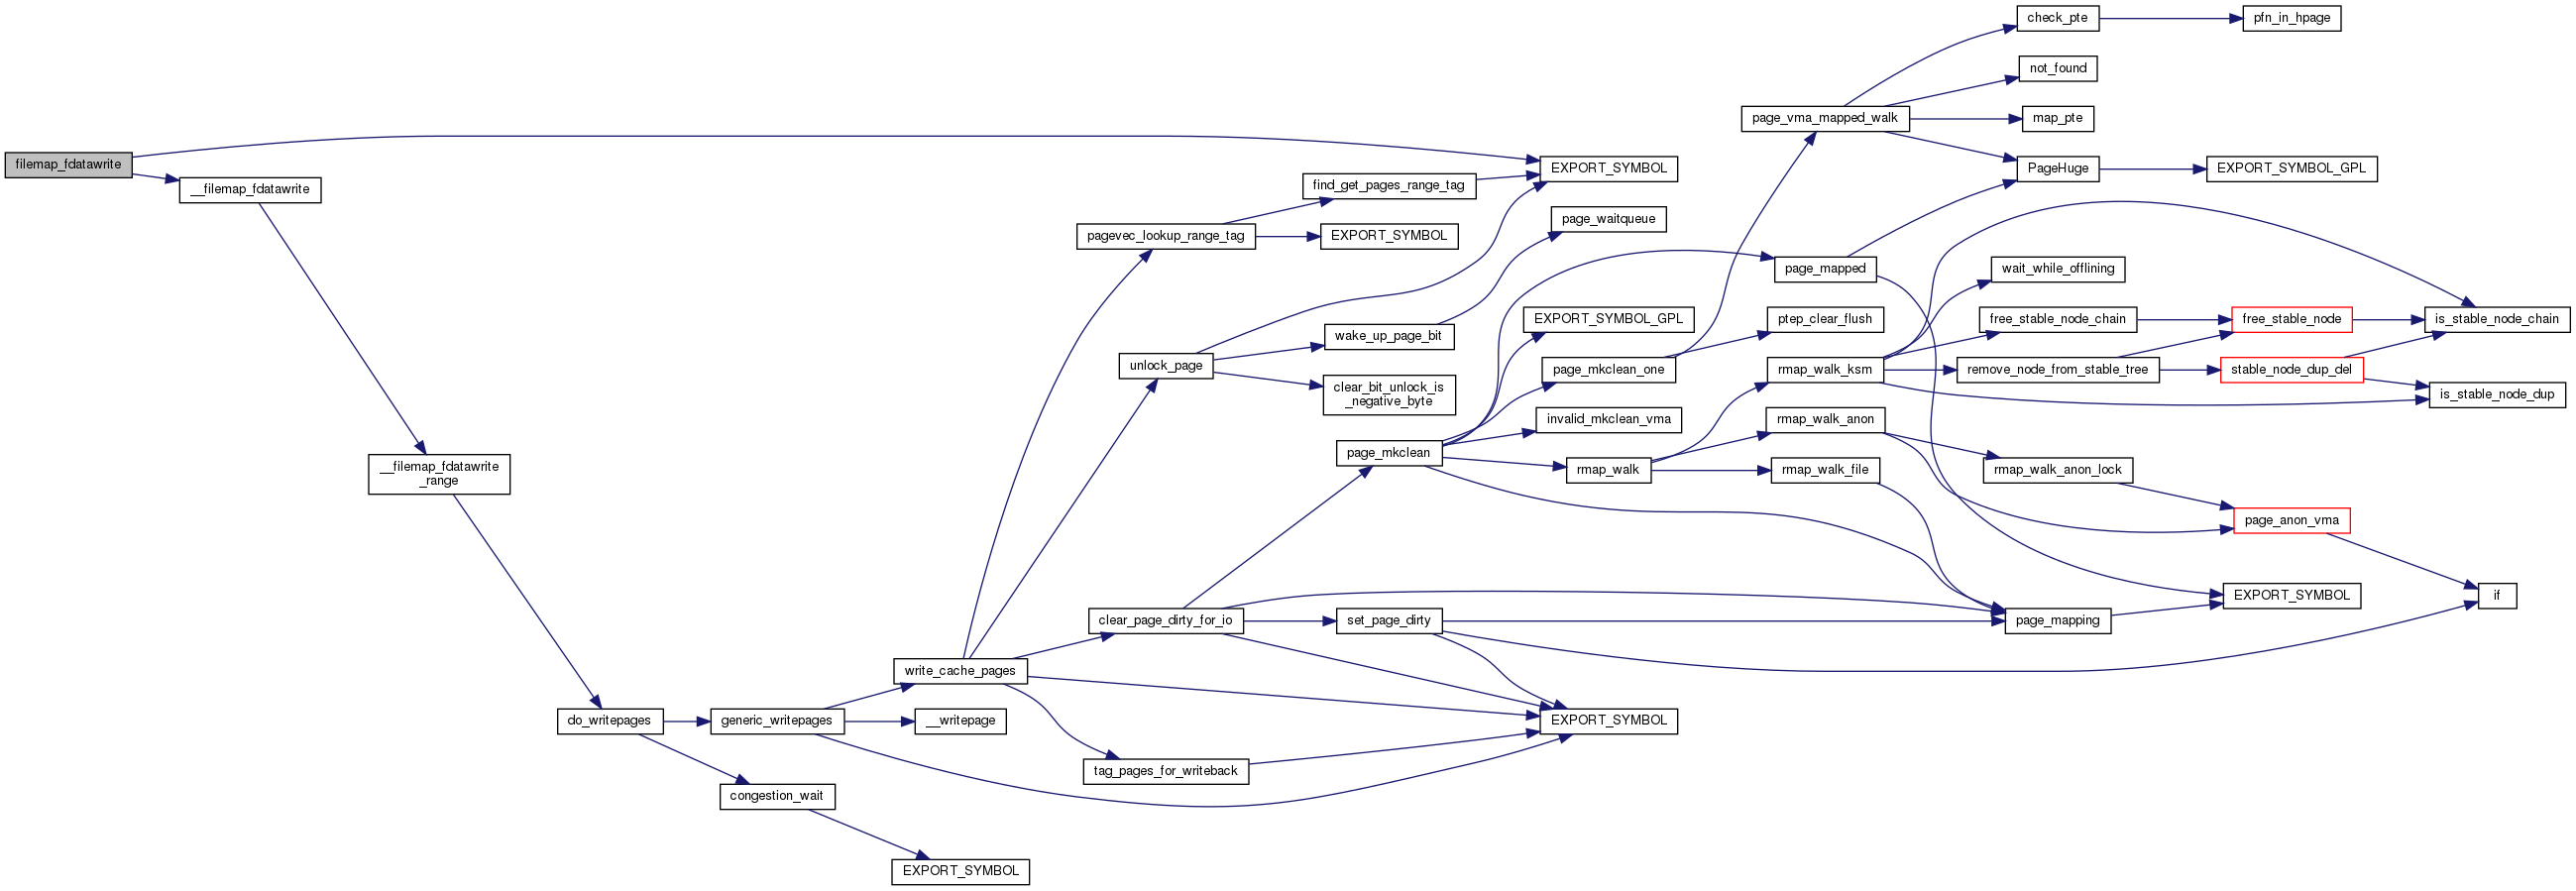 filemap_fdatawrite
__filemap_fdatawrite
__filemap_fdatawrite
_range
do_writepages
generic_writepages
congestion_wait
EXPORT_SYMBOL
write_cache_pages
__writepage
pagevec_lookup_range_tag
unlock_page
clear_page_dirty_for_io
tag_pages_for_writeback
find_get_pages_range_tag
EXPORT_SYMBOL
wake_up_page_bit
clear_bit_unlock_is
_negative_byte
page_mkclean
set_page_dirty
EXPORT_SYMBOL
page_waitqueue
EXPORT_SYMBOL_GPL
page_mkclean_one
invalid_mkclean_vma
rmap_walk
EXPORT_SYMBOL
page_vma_mapped_walk
page_mapped
ptep_clear_flush
rmap_walk_ksm
rmap_walk_anon
rmap_walk_file
check_pte
not_found
map_pte
PageHuge
wait_while_offlining
free_stable_node_chain
remove_node_from_stable_tree
rmap_walk_anon_lock
page_mapping
pfn_in_hpage
EXPORT_SYMBOL_GPL
free_stable_node
stable_node_dup_del
page_anon_vma
EXPORT_SYMBOL
is_stable_node_chain
is_stable_node_dup
if